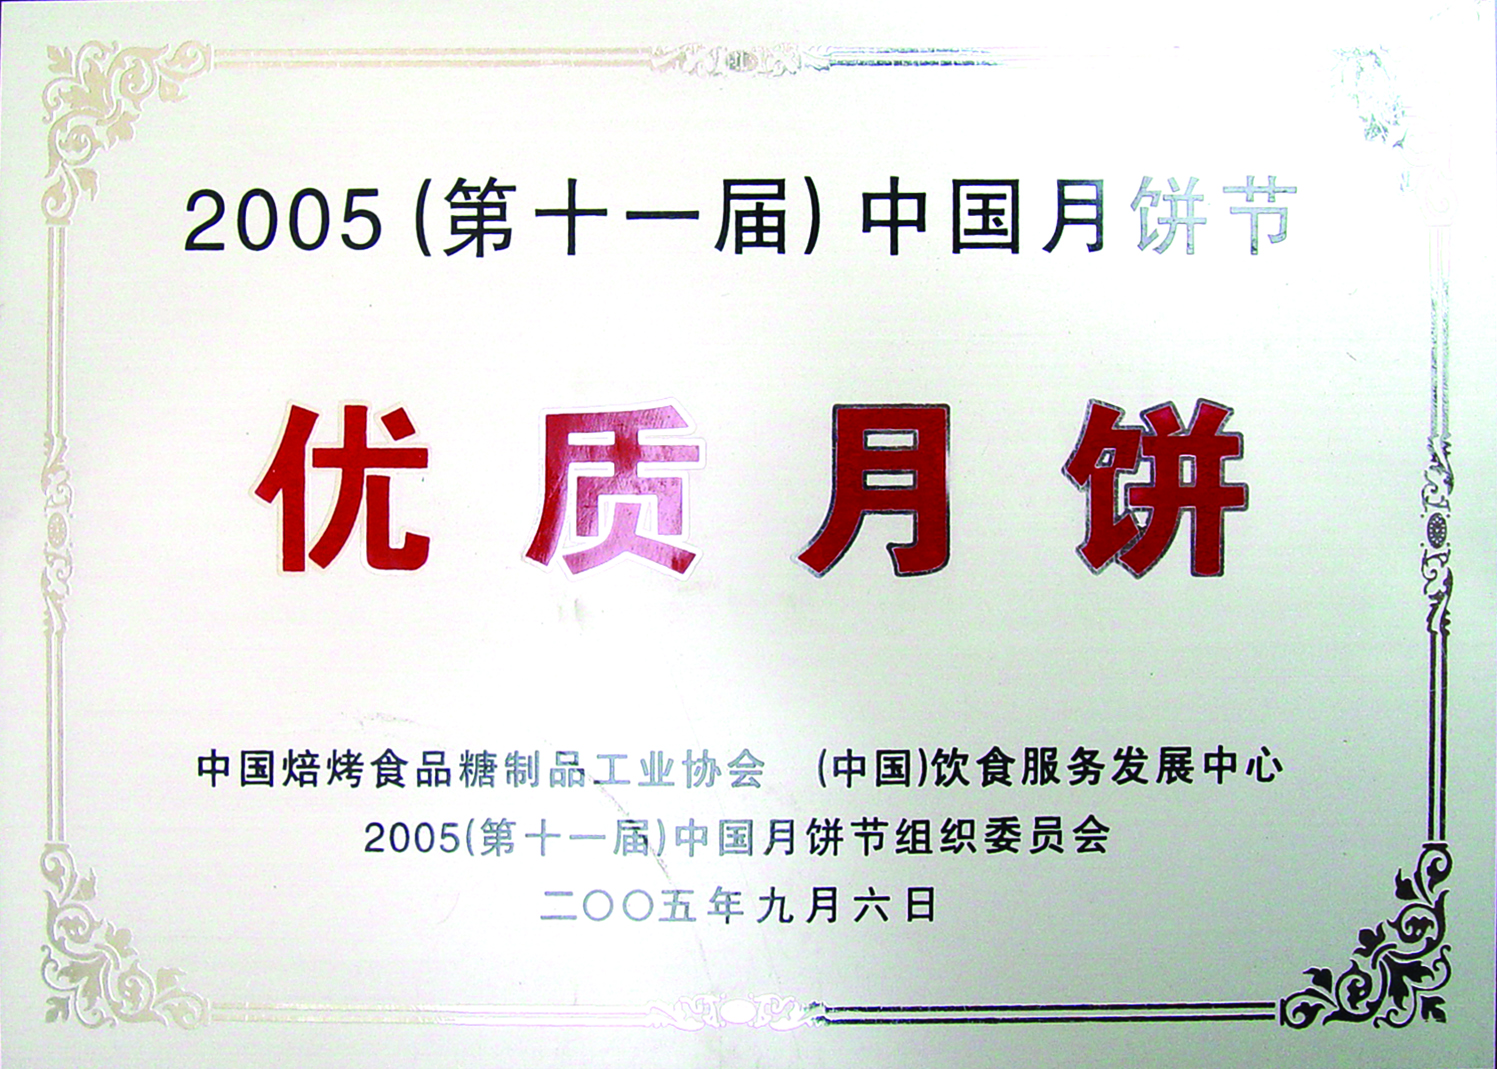 2005(第十一届)中国月饼节
优质月饼
中国焙烤食品糖制品工业协会 (中国)饮食服务发展中心
2005(第十一届)中国月饼节组织委员会
二〇〇五年九月六日